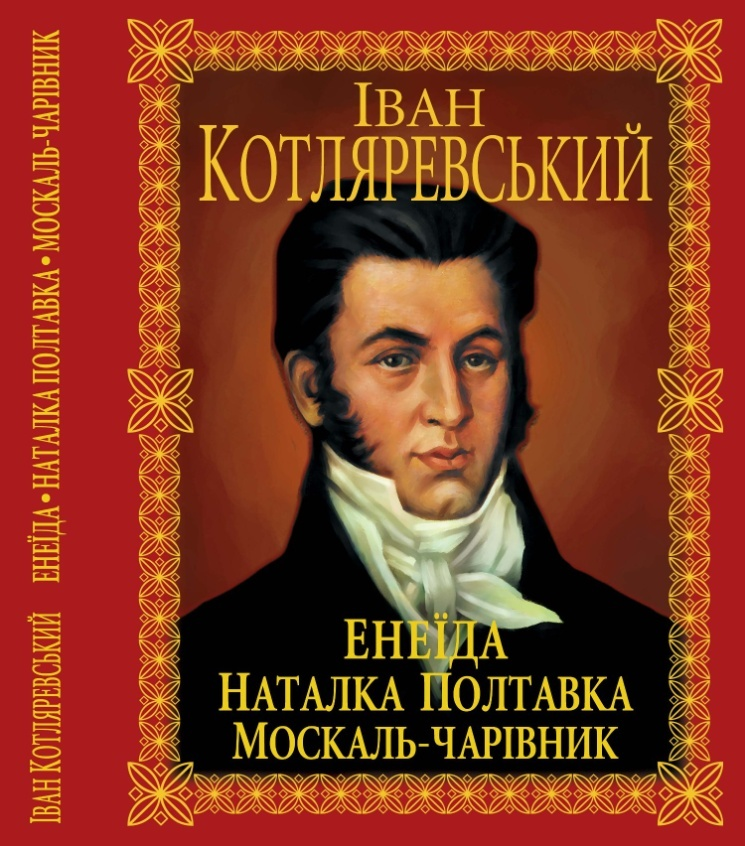 Іван Котляревський ЕНЕЇДА • НАТАЛКА ПОЛТАВКА • МОСКАЛЬ-ЧАРІВНИК
Іван
Котляревський
ЕНЕЇДА
Наталка Полтавка
Москаль-чарівник